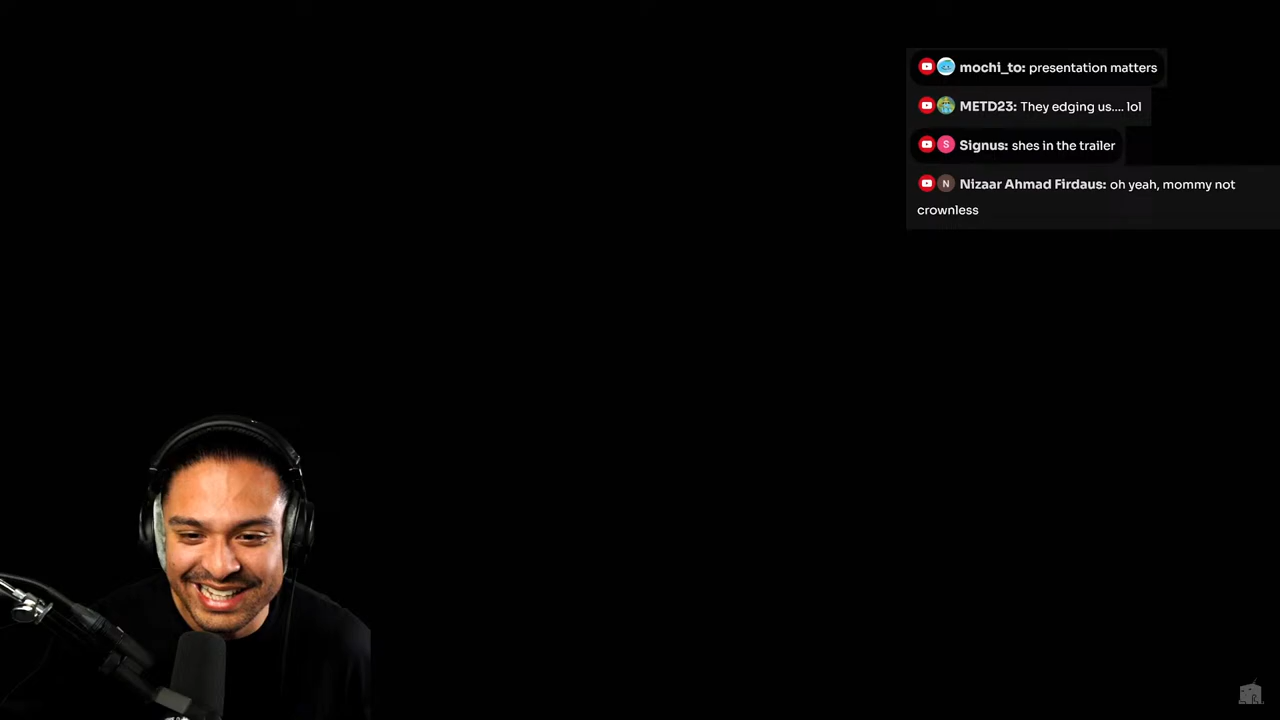 mochi_to: presentation matters
METD23: They edging us.... lol
S Signus: shes in the trailer
N Nizaar Ahmad Firdaus: oh yeah, mommy not
crownless